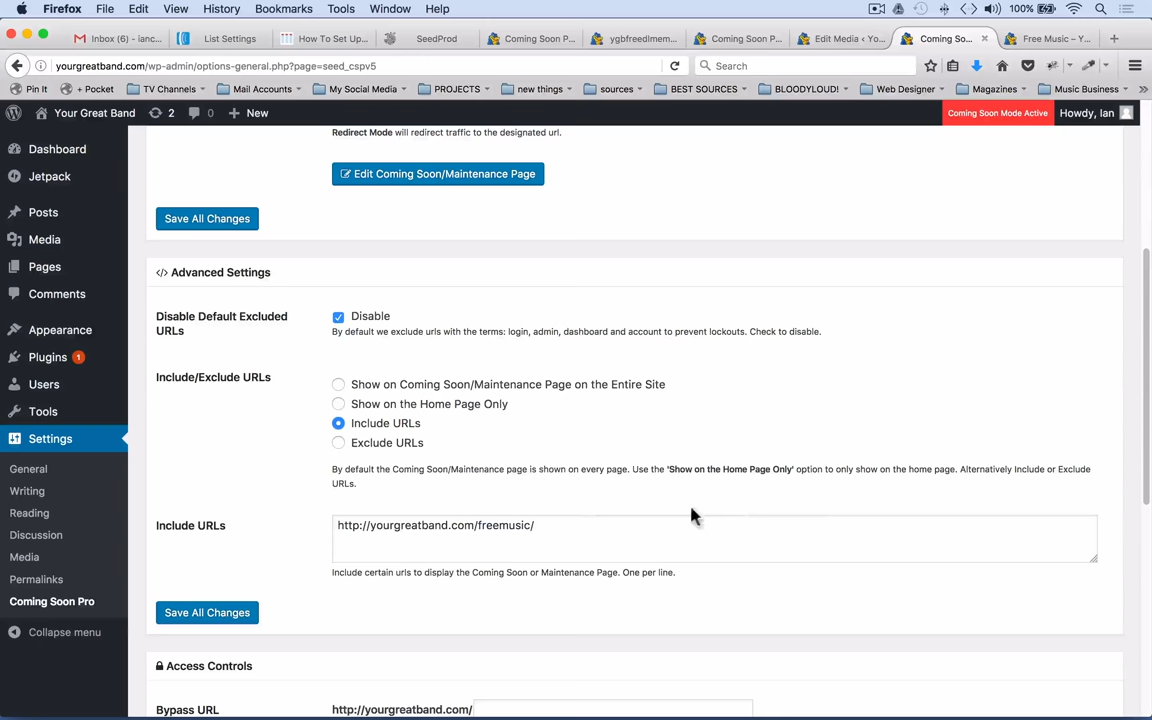 Firefox File Edit View History Bookmarks Tools Window Help 100%
Inbox (6) - ianc... List Settings How To Set Up... SeedProd Coming Soon P... ygbfreedlmem... Coming Soon P... Edit Media ‹ Yo... Coming So... Free Music – Y...
yourgreatband.com/wp-admin/options-general.php?page=seed_cspv5 Search
Pin It + Pocket TV Channels Mail Accounts My Social Media PROJECTS new things sources BEST SOURCES BLOODYLOUD! Web Designer Magazines Music Business
Your Great Band 2 0 New Coming Soon Mode Active Howdy, Ian
Dashboard
Jetpack
Posts
Media
Pages
Comments
Appearance
Plugins 1
Users
Tools
Settings
General
Writing
Reading
Discussion
Media
Permalinks
Coming Soon Pro
Collapse menu
Redirect Mode will redirect traffic to the designated url.
Edit Coming Soon/Maintenance Page
Save All Changes
</> Advanced Settings
Disable Default Excluded
URLs
Disable
By default we exclude urls with the terms: login, admin, dashboard and account to prevent lockouts. Check to disable.
Include/Exclude URLs
Show on Coming Soon/Maintenance Page on the Entire Site
Show on the Home Page Only
Include URLs
Exclude URLs
By default the Coming Soon/Maintenance page is shown on every page. Use the 'Show on the Home Page Only' option to only show on the home page. Alternatively Include or Exclude
URLs.
Include URLs
http://yourgreatband.com/freemusic/
Include certain urls to display the Coming Soon or Maintenance Page. One per line.
Save All Changes
Access Controls
Bypass URL http://yourgreatband.com/